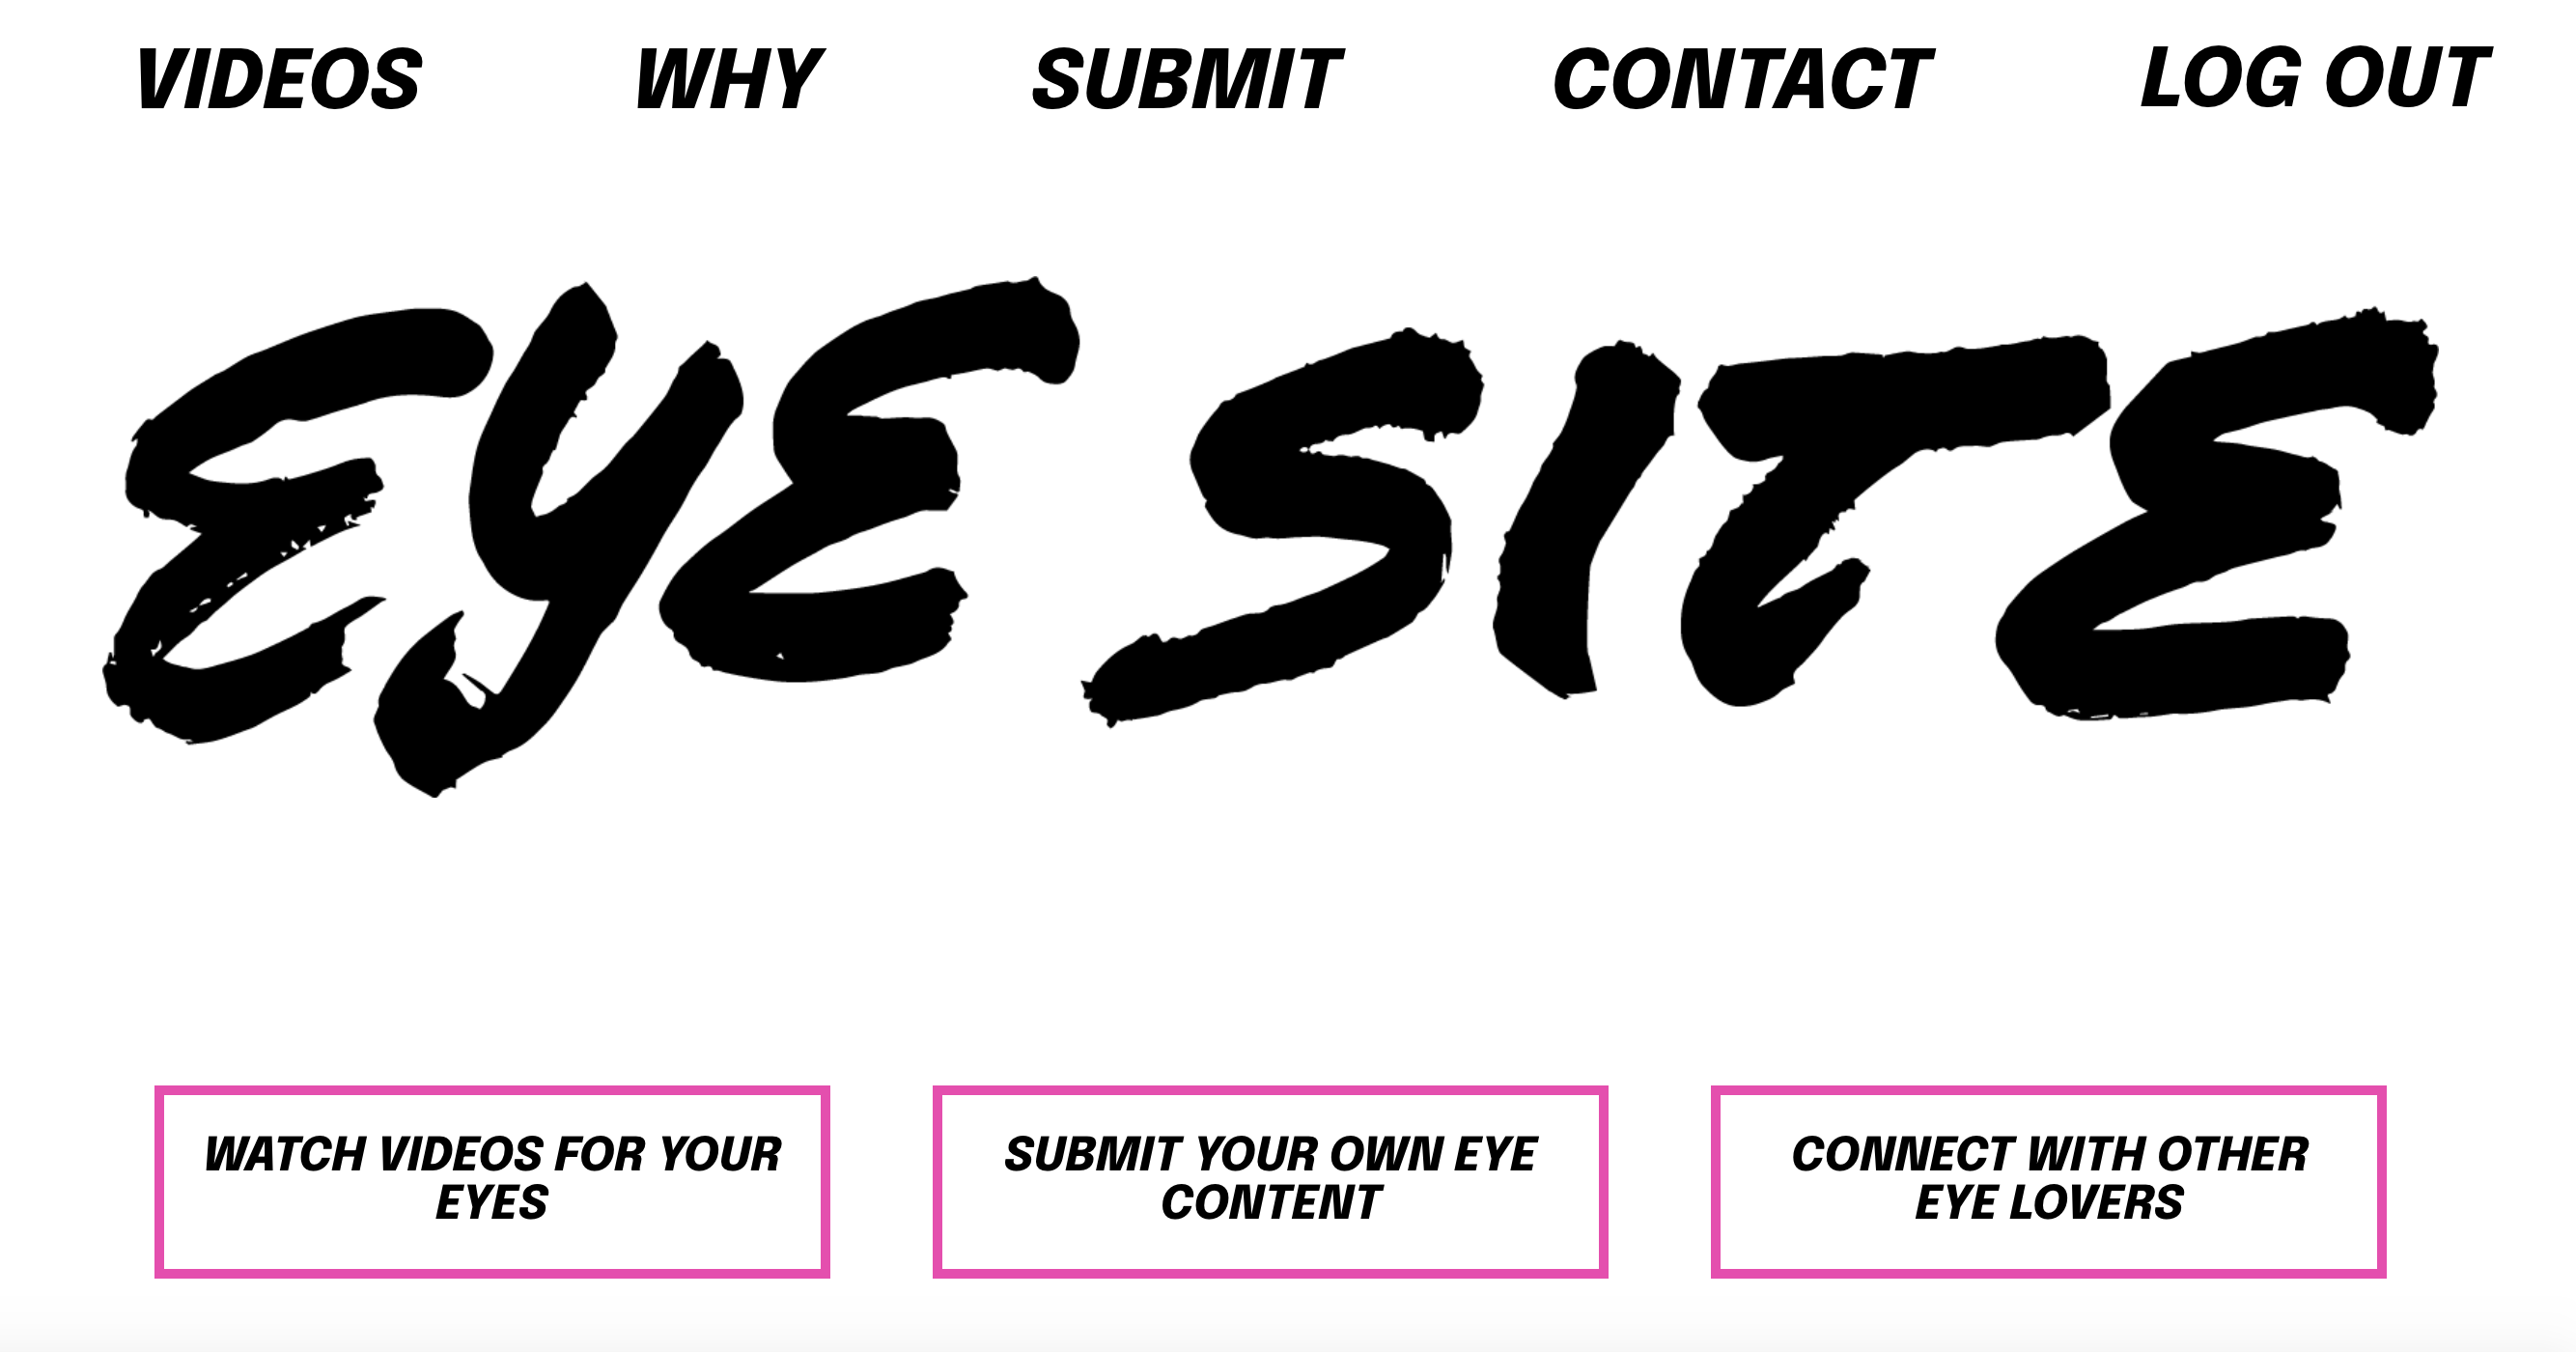 VIDEOS WHY SUBMIT CONTACT LOG OUT
EYE SITE
WATCH VIDEOS FOR YOUR
EYES
SUBMIT YOUR OWN EYE
CONTENT
CONNECT WITH OTHER
EYE LOVERS